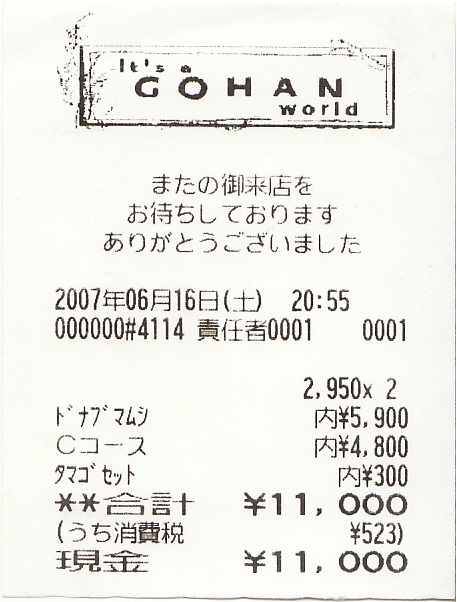 It's a
GOHAN
world
またの御来店を
お待ちしております
ありがとうございました
2007年06月16日(土) 20:55
000000#4114 責任者0001 0001
2,950x 2
ﾄﾞﾅﾌﾞﾏﾑｼ 内¥5,900
Cコース 内¥4,800
ﾀﾏｺﾞｾｯﾄ 内¥300
**合計 ¥11,000
(うち消費税 ¥523)
現金 ¥11,000